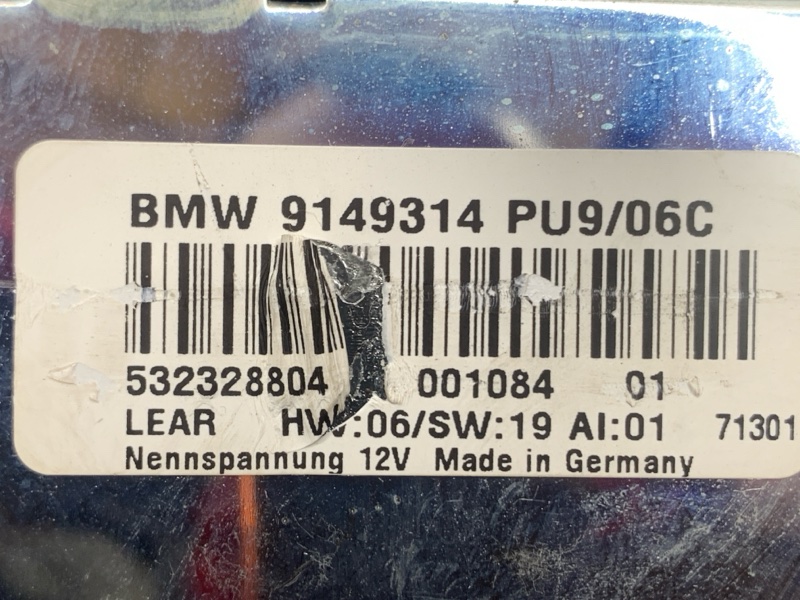 BMW 9149314 PU9/06C
532328804 001084 01
LEAR HW:06/SW:19 AI:01 71301
Nennspannung 12V Made in Germany